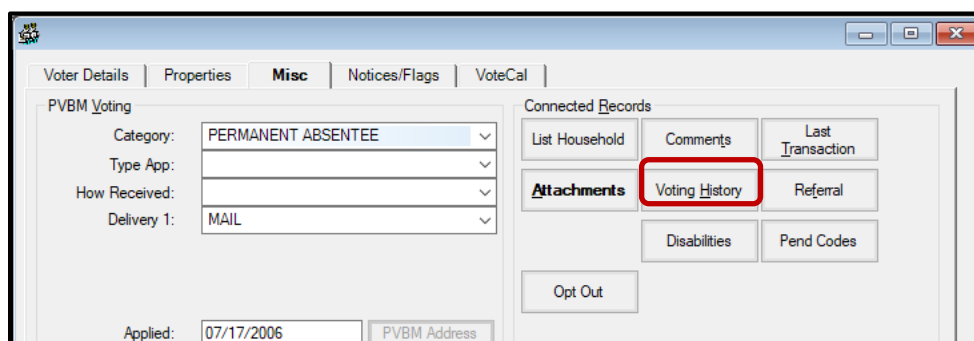 Voter Details Properties Misc Notices/Flags VoteCal
PVBM Voting
Category: PERMANENT ABSENTEE
Type App:
How Received:
Delivery 1: MAIL
Applied: 07/17/2006 PVBM Address
Connected Records
List Household Comments Last Transaction
Attachments Voting History Referral
Disabilities Pend Codes
Opt Out